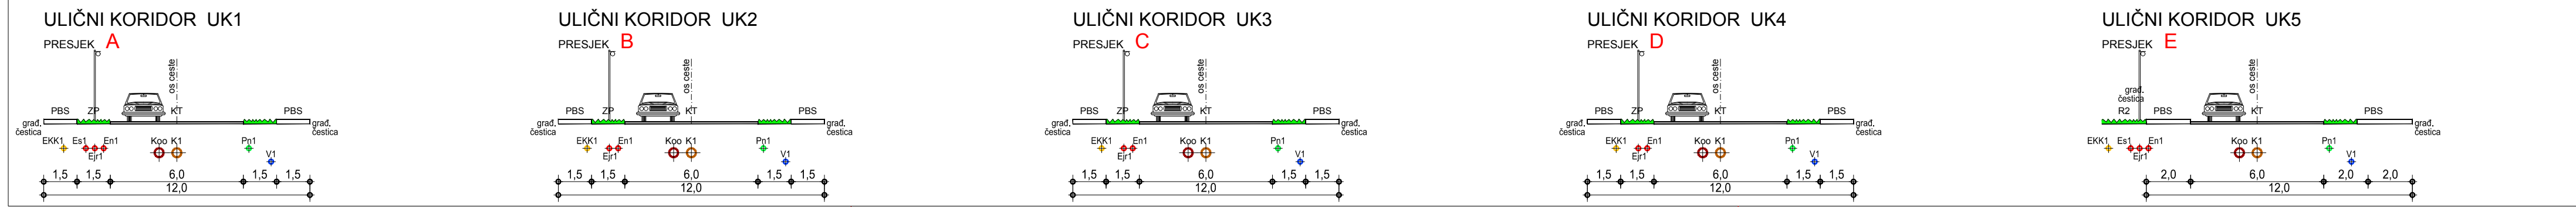 ULIČNI KORIDOR UK1
PRESJEK A
os ceste
PBS ZP KT PBS
građ. čestica
građ. čestica
EKK1 Es1 En1 Koo K1 Pn1
Ejr1 V1
1,5 1,5 6,0 1,5 1,5
12,0
ULIČNI KORIDOR UK2
PRESJEK B
os ceste
PBS ZP KT PBS
građ. čestica
građ. čestica
EKK1 En1 Koo K1 Pn1
Ejr1 V1
1,5 1,5 6,0 1,5 1,5
12,0
ULIČNI KORIDOR UK3
PRESJEK C
os ceste
PBS ZP KT PBS
građ. čestica
građ. čestica
EKK1 En1 Koo K1 Pn1
Ejr1 V1
1,5 1,5 6,0 1,5 1,5
12,0
ULIČNI KORIDOR UK4
PRESJEK D
os ceste
PBS ZP KT PBS
građ. čestica
građ. čestica
EKK1 En1 Koo K1 Pn1
Ejr1 V1
1,5 1,5 6,0 1,5 1,5
12,0
ULIČNI KORIDOR UK5
PRESJEK E
os ceste
građ. čestica
R2 PBS KT PBS
građ. čestica
EKK1 Es1 En1 Koo K1 Pn1
Ejr1 V1
2,0 6,0 2,0 2,0
12,0